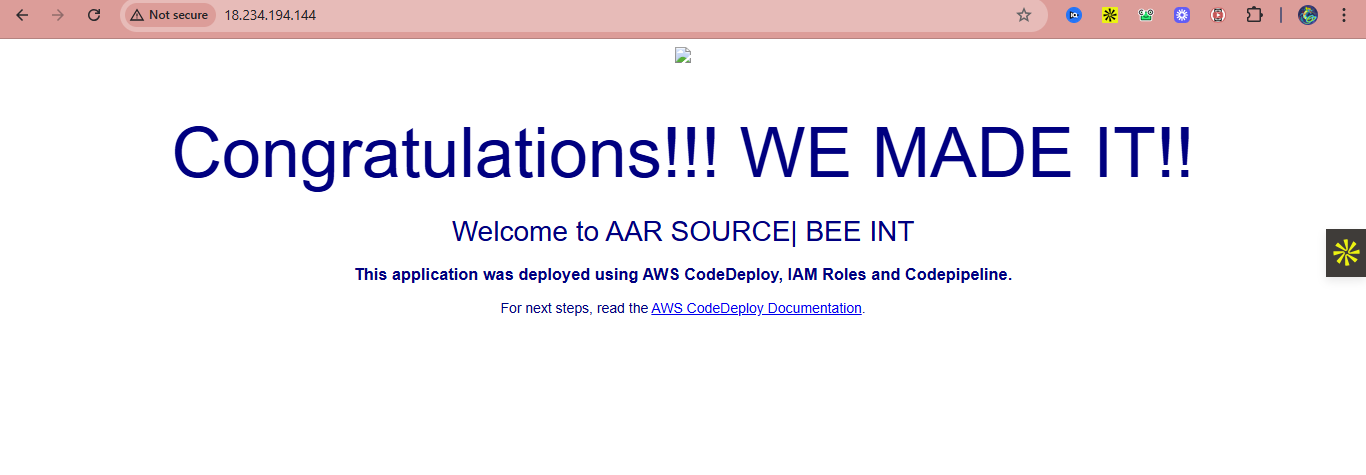 Not secure 18.234.194.144
Congratulations!!! WE MADE IT!!
Welcome to AAR SOURCE| BEE INT
This application was deployed using AWS CodeDeploy, IAM Roles and Codepipeline.
For next steps, read the AWS CodeDeploy Documentation.